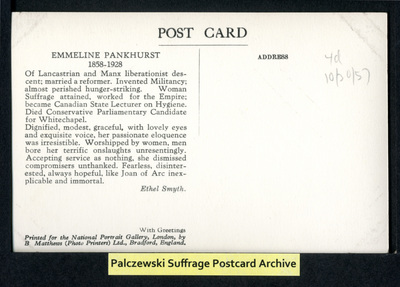 POST CARD
EMMELINE PANKHURST
1858-1928
Of Lancastrian and Manx liberationist des-
cent; married a reformer. Invented Militancy;
almost perished hunger-striking. Woman
Suffrage attained, worked for the Empire;
became Canadian State Lecturer on Hygiene.
Died Conservative Parliamentary Candidate
for Whitechapel.
Dignified, modest, graceful, with lovely eyes
and exquisite voice, her passionate eloquence
was irresistible. Worshipped by women, men
bore her terrific onslaughts unresentingly.
Accepting service as nothing, she dismissed
compromisers unthanked. Fearless, disinter-
ested, always hopeful, like Joan of Arc inex-
plicable and immortal.
Ethel Smyth.
With Greetings
Printed for the National Portrait Gallery, London, by
B. Matthews (Photo Printers) Ltd., Bradford, England.
ADDRESS
4d
10/30/57
Palczewski Suffrage Postcard Archive